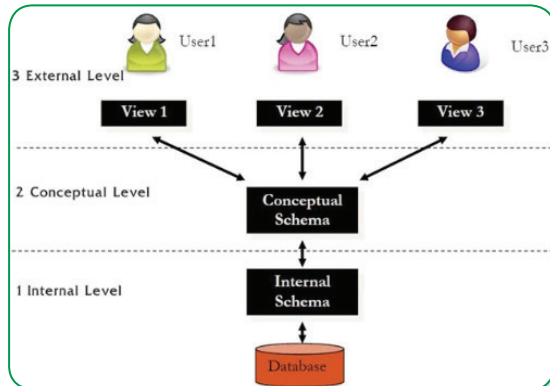 User1
User2
User3
3 External Level
View 1
View 2
View 3
2 Conceptual Level
Conceptual
Schema
1 Internal Level
Internal
Schema
Database